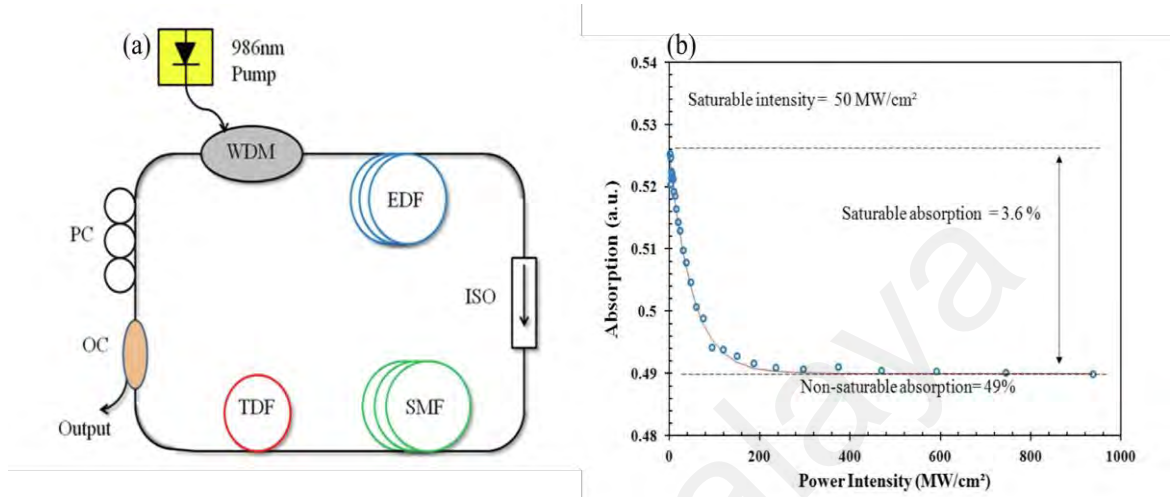 (a)
986nm
Pump
WDM
EDF
PC
ISO
OC
TDF
SMF
Output
(b)
0.54
0.53
0.52
0.51
0.5
0.49
0.48
Absorption (a.u.)
Saturable intensity = 50 MW/cm²
Saturable absorption = 3.6 %
Non-saturable absorption= 49%
0
200
400
600
800
1000
Power Intensity (MW/cm²)
alaya